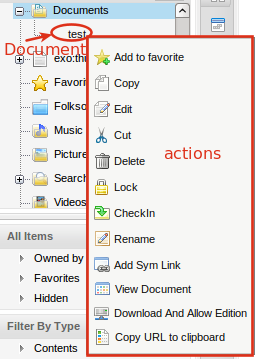 Documents
test
Document
exo:th
Add to favorite
Favori
Copy
Folkso
Edit
Music
Cut
Picture
Delete
actions
Search
Lock
Videos
CheckIn
Rename
All Items
Owned by
Add Sym Link
Favorites
View Document
Hidden
Download And Allow Edition
Filter By Type
Copy URL to clipboard
Contents